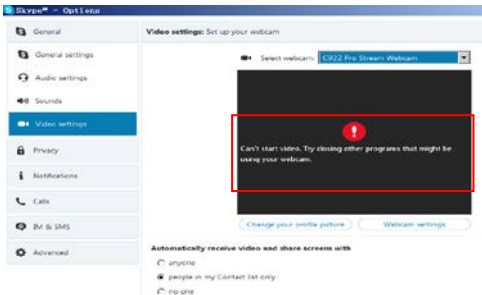 Skype™ - Options
General
Video settings: Set up your webcam
General settings
Select webcam: C922 Pro Stream Webcam
Audio settings
Sounds
Video settings
Privacy
Can't start video. Try closing other programs that might be
using your webcam.
Notifications
Calls
IM & SMS
Change your profile picture
Webcam settings
Advanced
Automatically receive video and share screens with
anyone
people in my Contact list only
no one